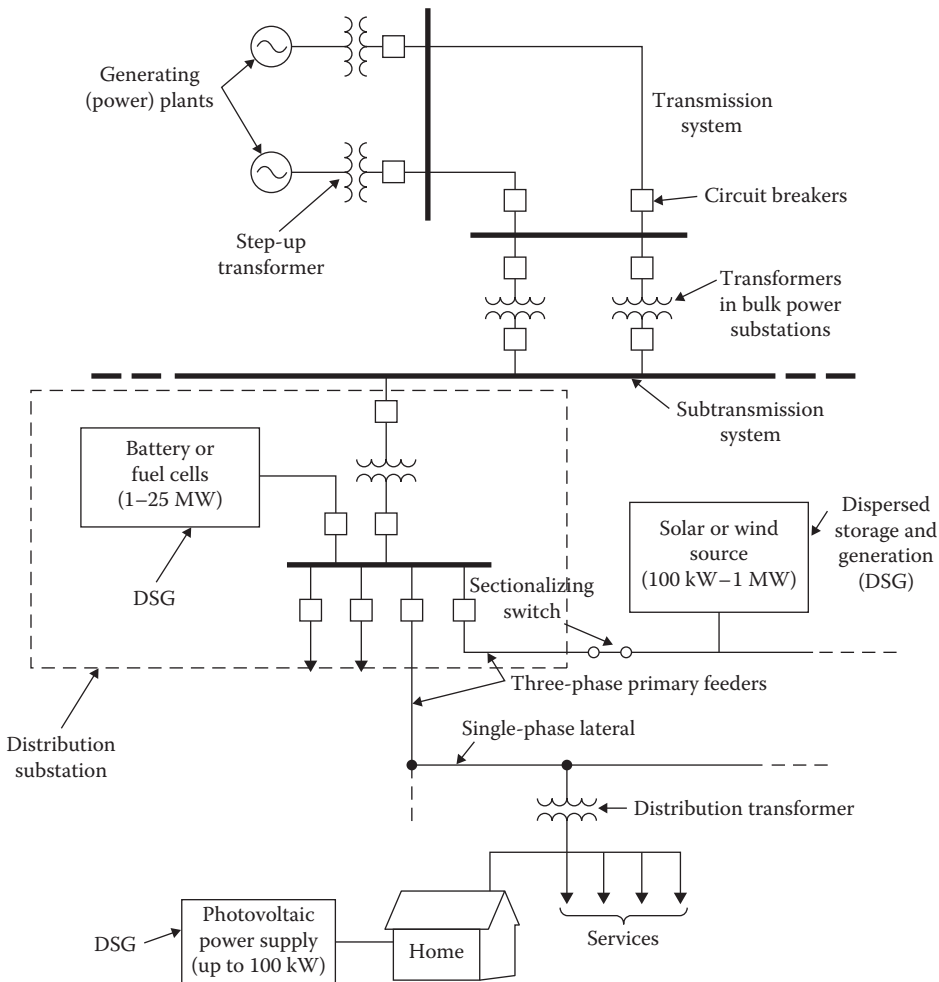 Generating
(power) plants
Transmission
system
Circuit breakers
Step-up
transformer
Transformers
in bulk power
substations
Subtransmission
system
Battery or
fuel cells
(1–25 MW)
DSG
Solar or wind
source
(100 kW–1 MW)
Dispersed
storage and
generation
(DSG)
Sectionalizing
switch
Three-phase primary feeders
Distribution
substation
Single-phase lateral
Distribution transformer
Services
DSG
Photovoltaic
power supply
(up to 100 kW)
Home